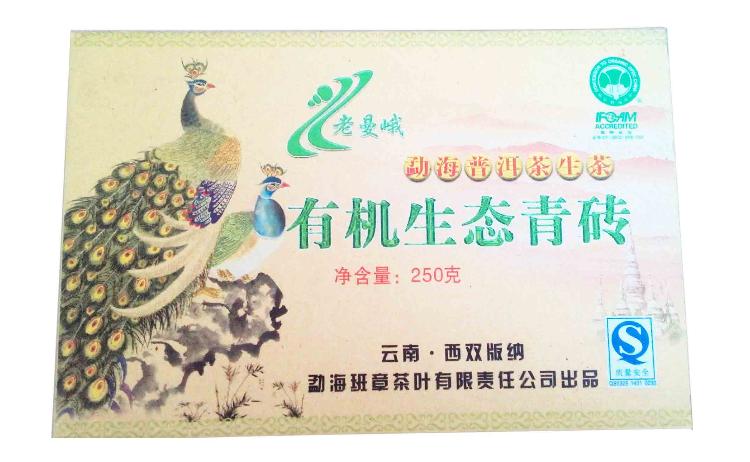 老曼峨
IFOAM
ACCREDITED
勐海普洱茶生茶
有机生态青砖
净含量：250克
云南·西双版纳
勐海班章茶叶有限责任公司出品
质量安全